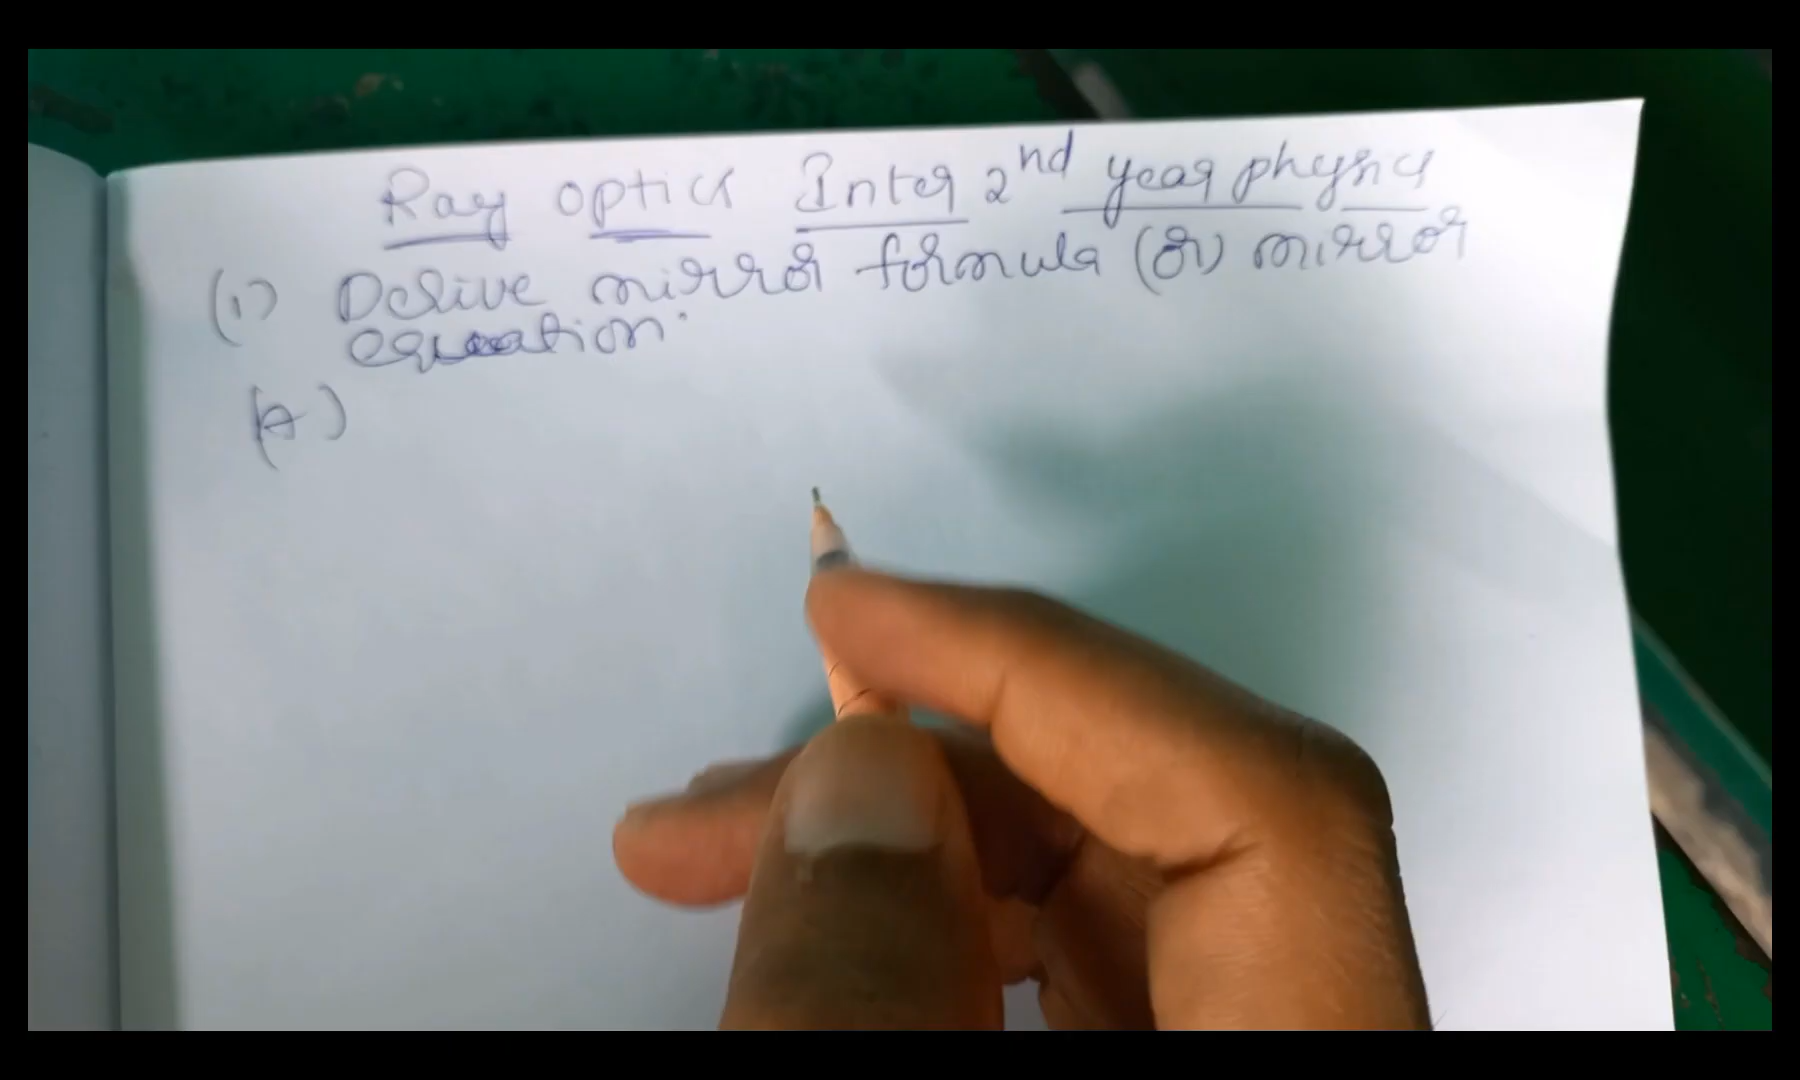 Ray optics Inter 2nd year physics
(1) Derive mirror formula (or) mirror
equation.
(A)